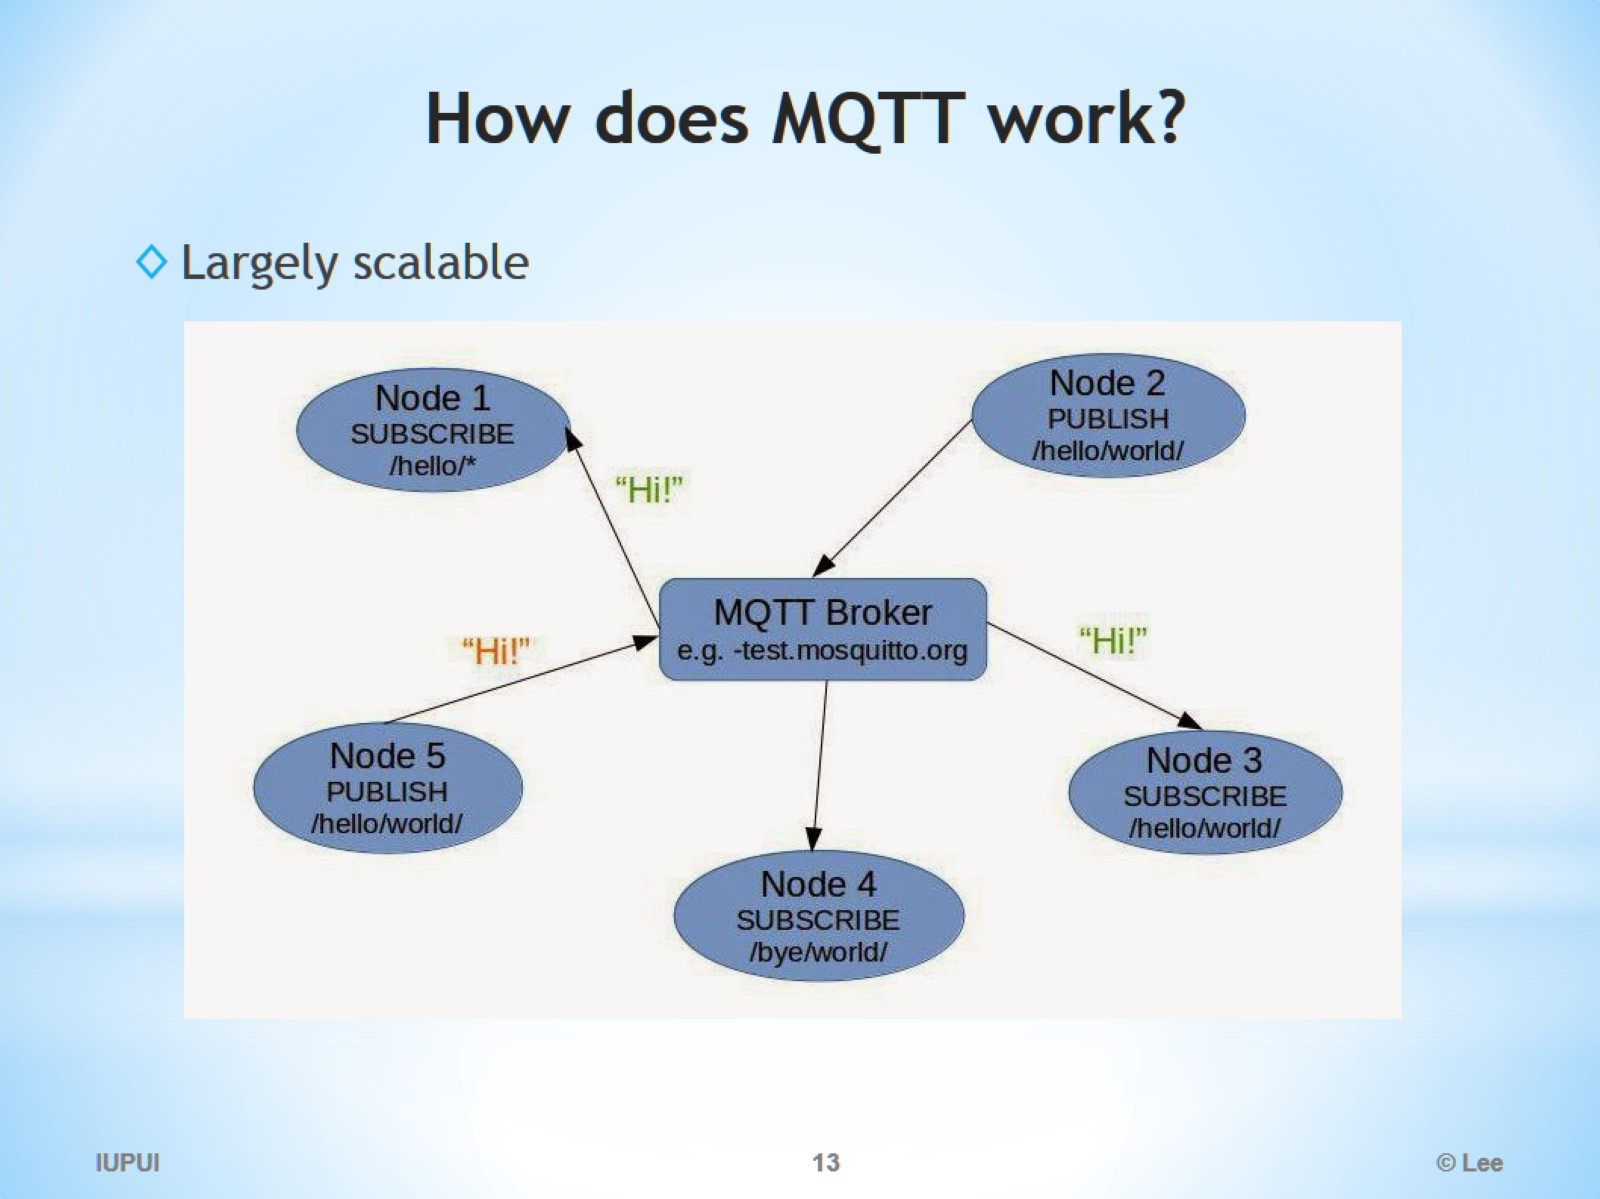 How does MQTT work?
Largely scalable
Node 1
SUBSCRIBE
/hello/*
Node 2
PUBLISH
/hello/world/
“Hi!”
MQTT Broker
e.g. -test.mosquitto.org
“Hi!”
“Hi!”
Node 5
PUBLISH
/hello/world/
Node 3
SUBSCRIBE
/hello/world/
Node 4
SUBSCRIBE
/bye/world/
IUPUI
13
© Lee